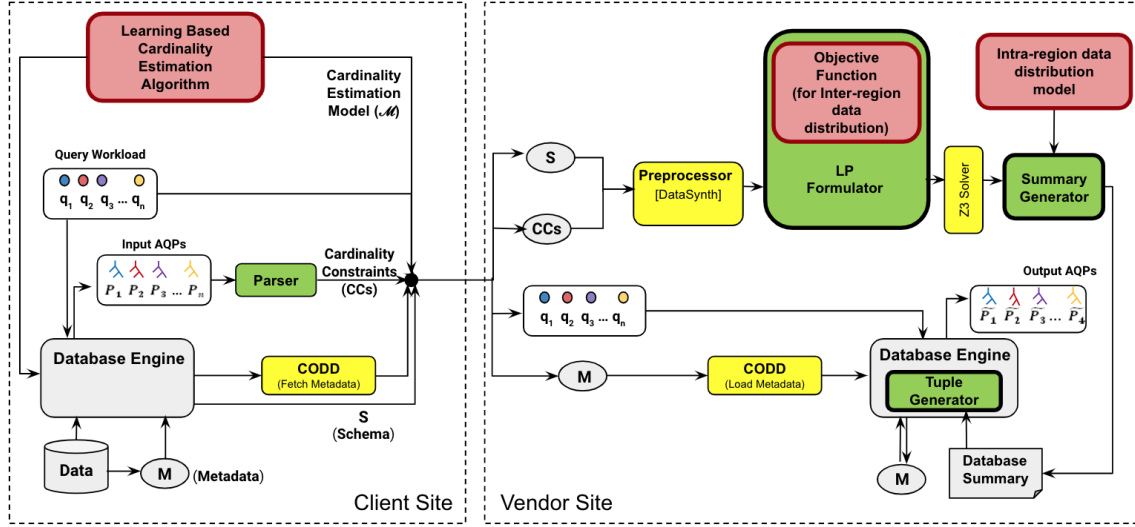 Learning Based
Cardinality
Estimation
Algorithm
Cardinality
Estimation
Model (ℳ)
Query Workload
q1 q2 q3 ... qn
Input AQPs
P1 P2 P3 ... Pn
Parser
Cardinality
Constraints
(CCs)
Database Engine
CODD
(Fetch Metadata)
S
(Schema)
Data
M
(Metadata)
Client Site
S
CCs
Preprocessor
[DataSynth]
Objective
Function
(for Inter-region
data
distribution)
LP
Formulator
Z3 Solver
Intra-region data
distribution
model
Summary
Generator
q1 q2 q3 ... qn
M
CODD
(Load Metadata)
Output AQPs
P̃1 P̃2 P̃3 ... P̃4
Database Engine
Tuple
Generator
M
Database
Summary
Vendor Site